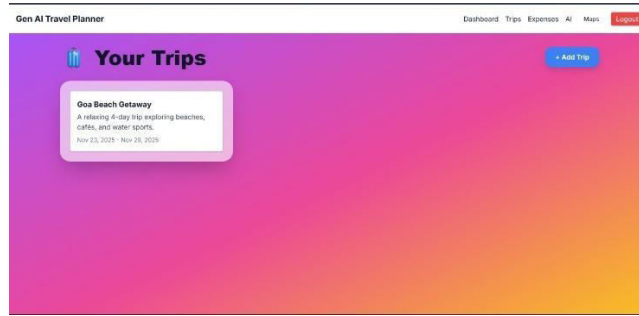 Gen AI Travel Planner
Dashboard Trips Expenses AI Maps Logout
Your Trips
+ Add Trip
Goa Beach Getaway
A relaxing 4-day trip exploring beaches,
cafés, and water sports.
Nov 23, 2025 - Nov 29, 2025